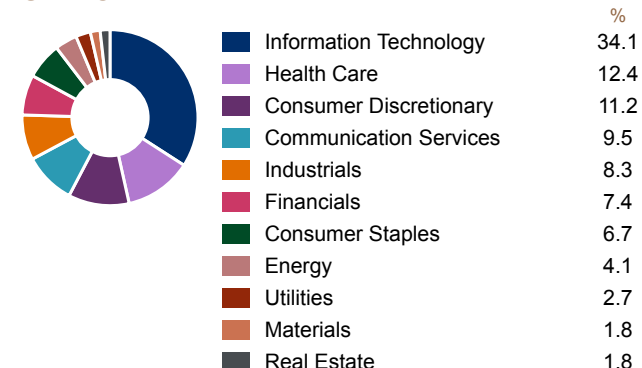 %
Information Technology 34.1
Health Care 12.4
Consumer Discretionary 11.2
Communication Services 9.5
Industrials 8.3
Financials 7.4
Consumer Staples 6.7
Energy 4.1
Utilities 2.7
Materials 1.8
Real Estate 1.8